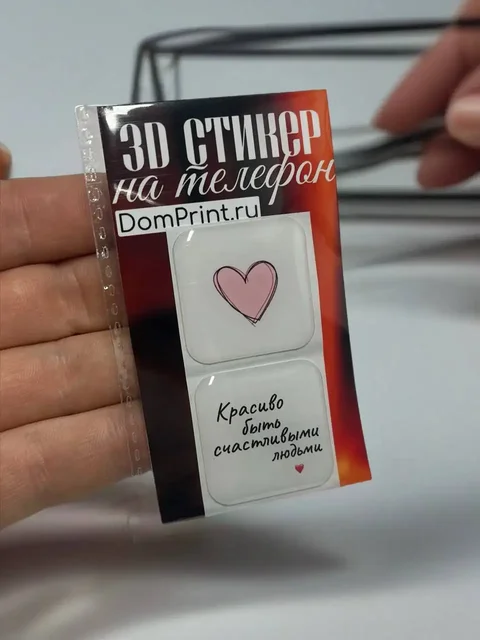 3D СТИКЕР
на телефон
DomPrint.ru
Красиво
быть
счастливыми
людьми